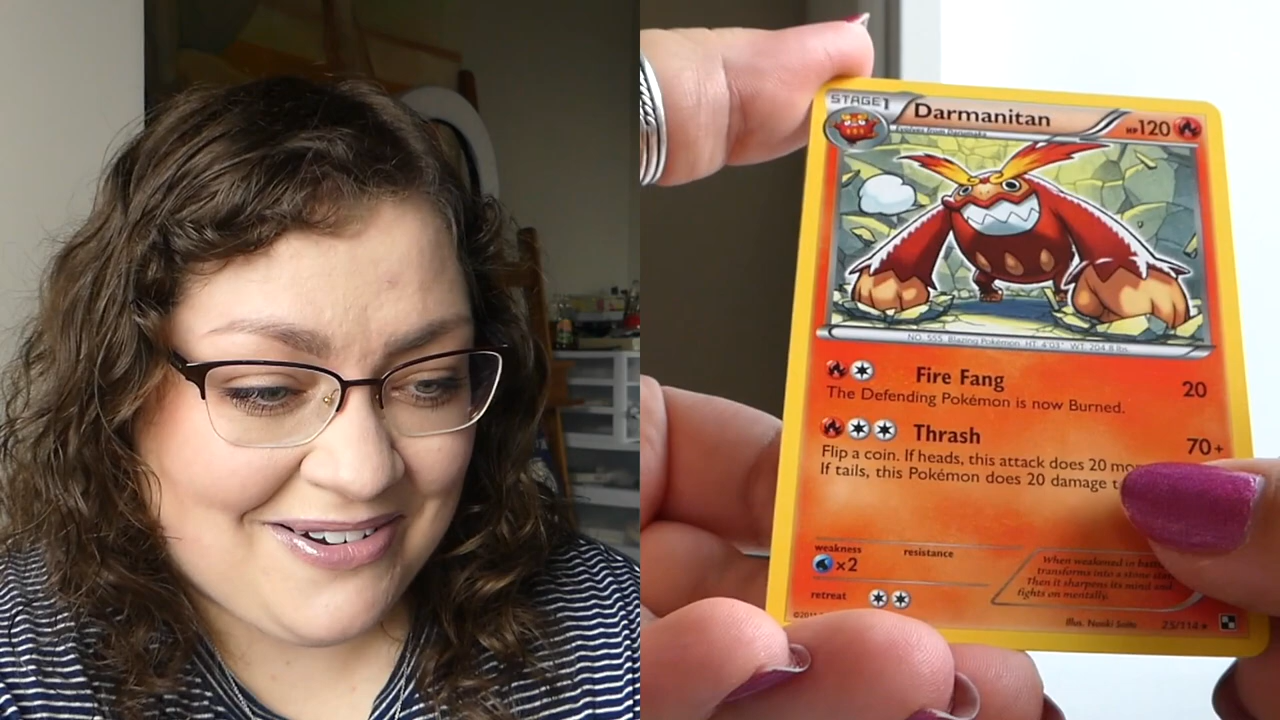 STAGE1 Darmanitan HP120
Evolves from Darumaka
NO. 555 Blazing Pokémon HT. 4'03" WT. 204.8 lbs.
Fire Fang 20
The Defending Pokémon is now Burned.
Thrash 70+
Flip a coin. If heads, this attack does 20 mor
If tails, this Pokémon does 20 damage t
weakness resistance
×2
retreat
When weakened in batt
transforms into a stone
Then it sharpens its mind and
fights on mentally.
©2011
Illus. Naoki Saito 25/114 ★